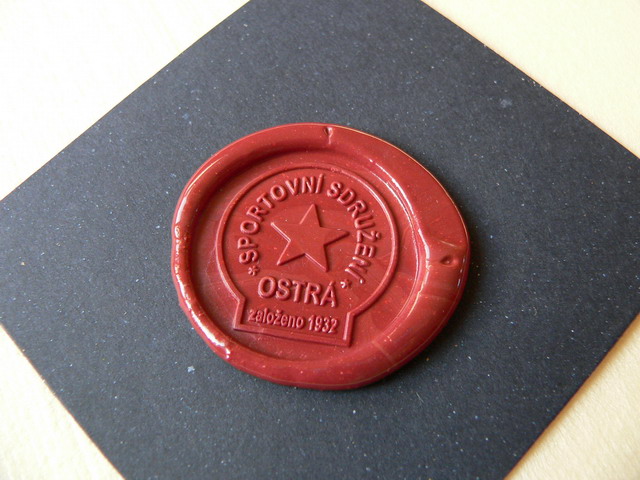 * SPORTOVNÍ SDRUŽENÍ *
OSTRÁ
založeno 1932